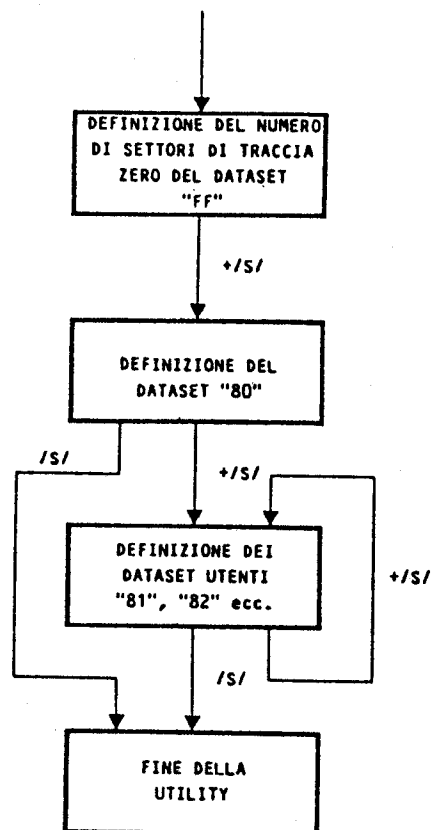 DEFINIZIONE DEL NUMERO
DI SETTORI DI TRACCIA
ZERO DEL DATASET
"FF"
+/S/
DEFINIZIONE DEL
DATASET "80"
/S/
+/S/
DEFINIZIONE DEI
DATASET UTENTI
"81", "82" ecc.
+/S/
/S/
FINE DELLA
UTILITY